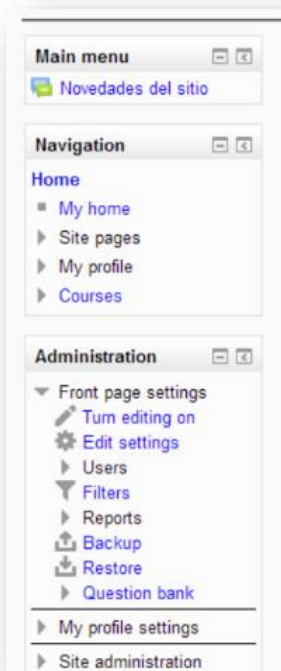 Main menu
Novedades del sitio
Navigation
Home
My home
Site pages
My profile
Courses
Administration
Front page settings
Turn editing on
Edit settings
Users
Filters
Reports
Backup
Restore
Question bank
My profile settings
Site administration